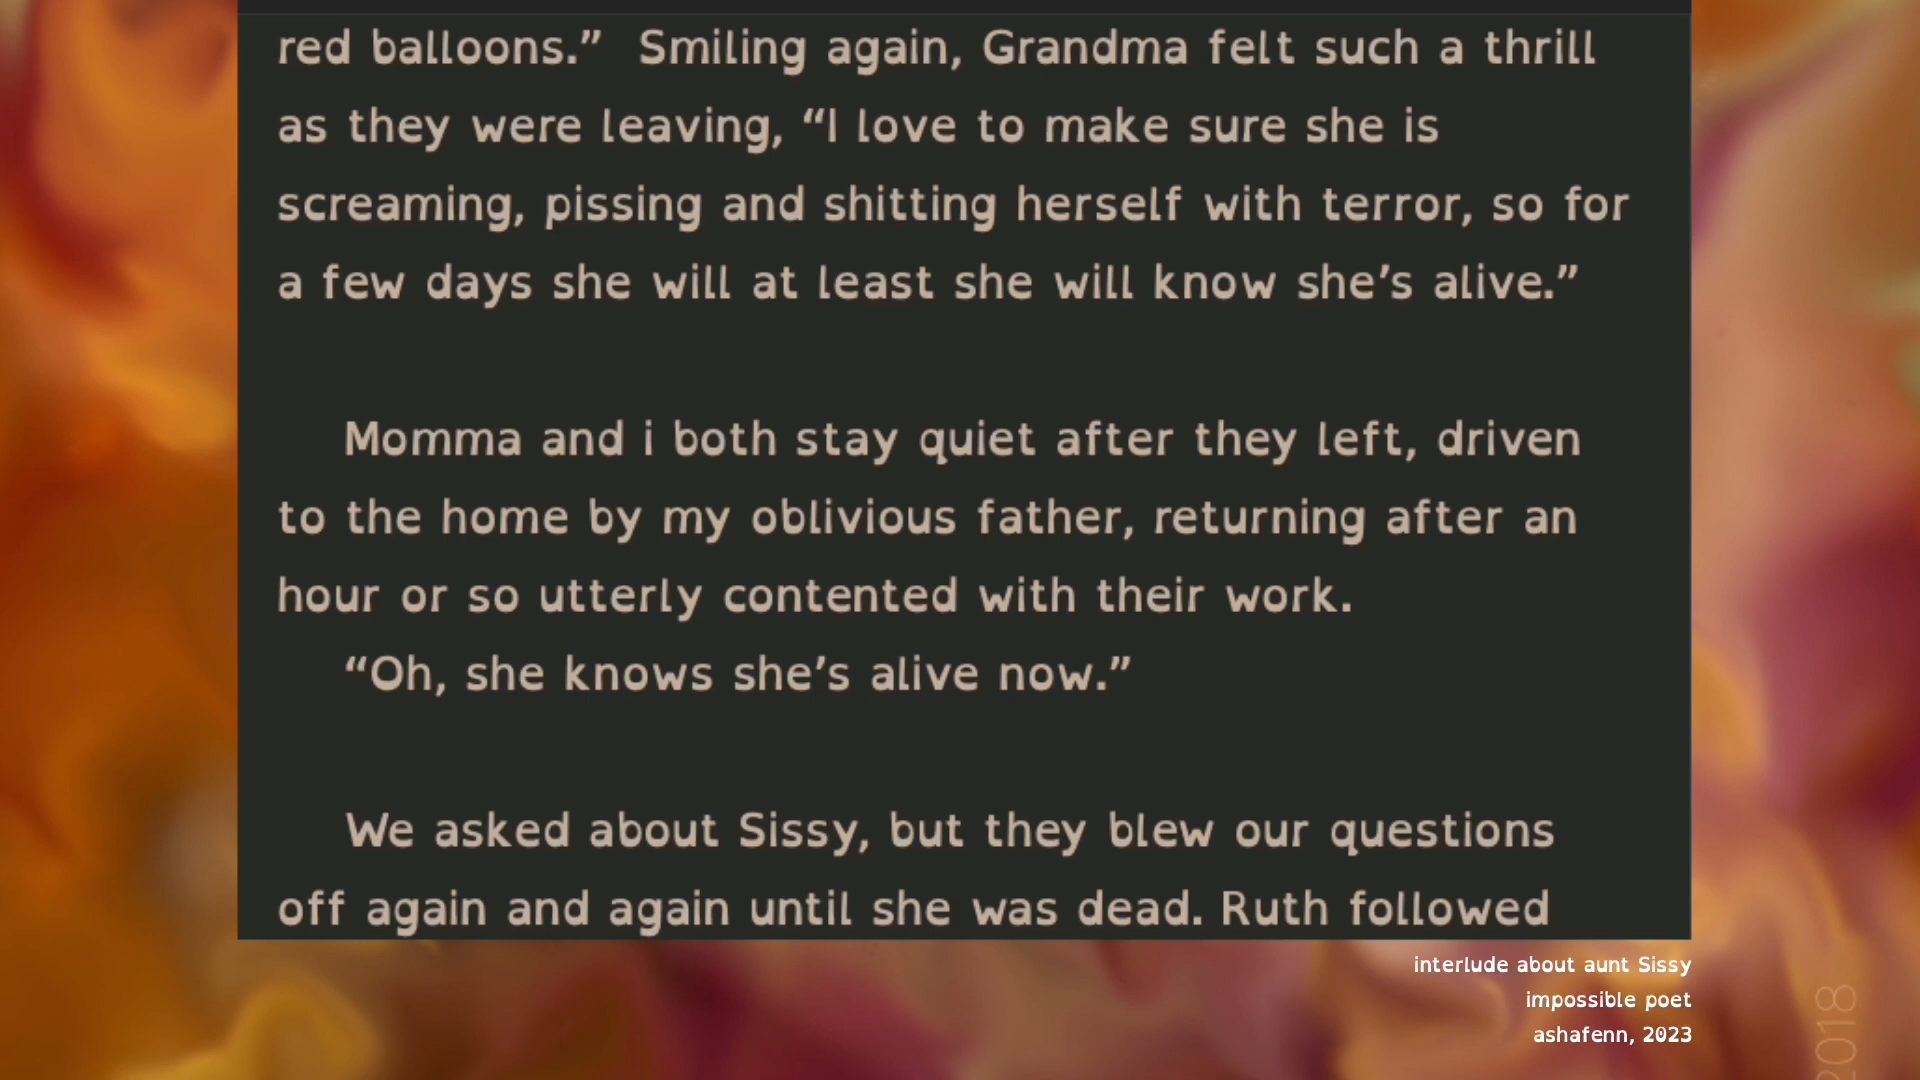 red balloons.”  Smiling again, Grandma felt such a thrill
as they were leaving, “I love to make sure she is
screaming, pissing and shitting herself with terror, so for
a few days she will at least she will know she’s alive.”
Momma and i both stay quiet after they left, driven
to the home by my oblivious father, returning after an
hour or so utterly contented with their work.
“Oh, she knows she’s alive now.”
We asked about Sissy, but they blew our questions
off again and again until she was dead. Ruth followed
interlude about aunt Sissy
impossible poet
ashafenn, 2023
2018